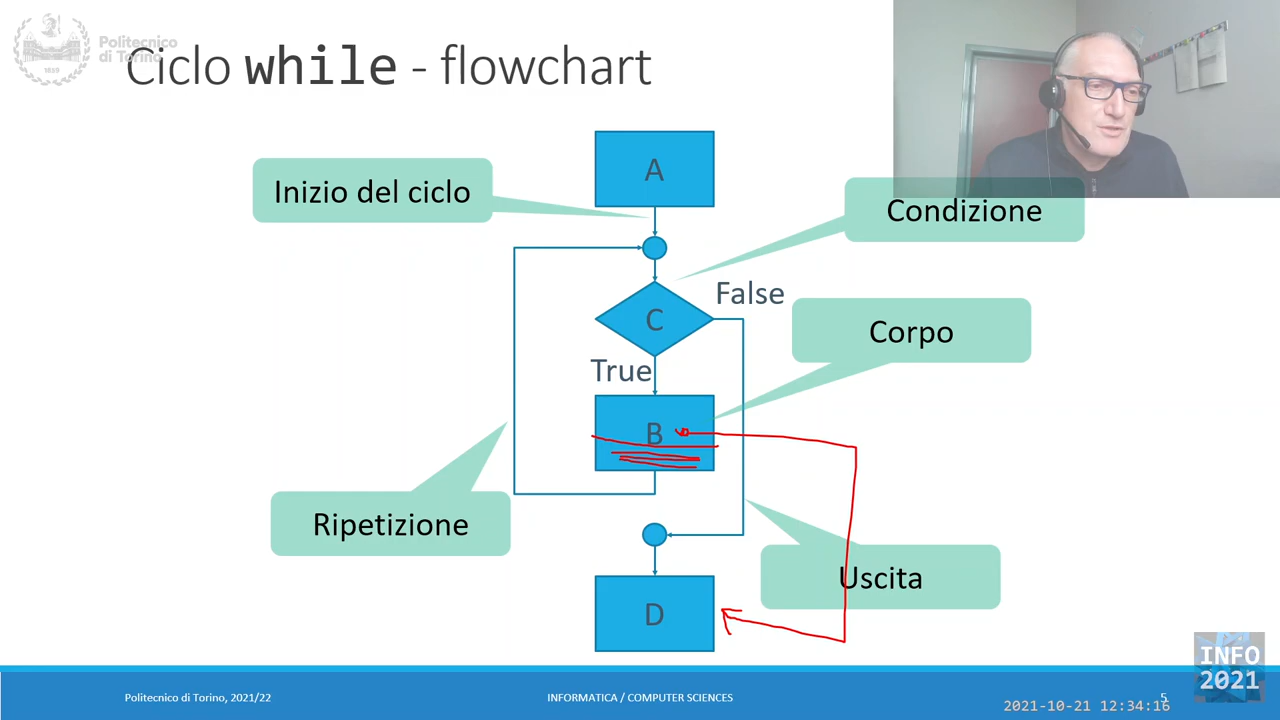 Politecnico
di Torino
1859
Ciclo while - flowchart
A
Inizio del ciclo
Condizione
False
C
Corpo
True
B
Ripetizione
Uscita
D
INFO
2021
Politecnico di Torino, 2021/22
INFORMATICA / COMPUTER SCIENCES
5
2021-10-21 12:34:16